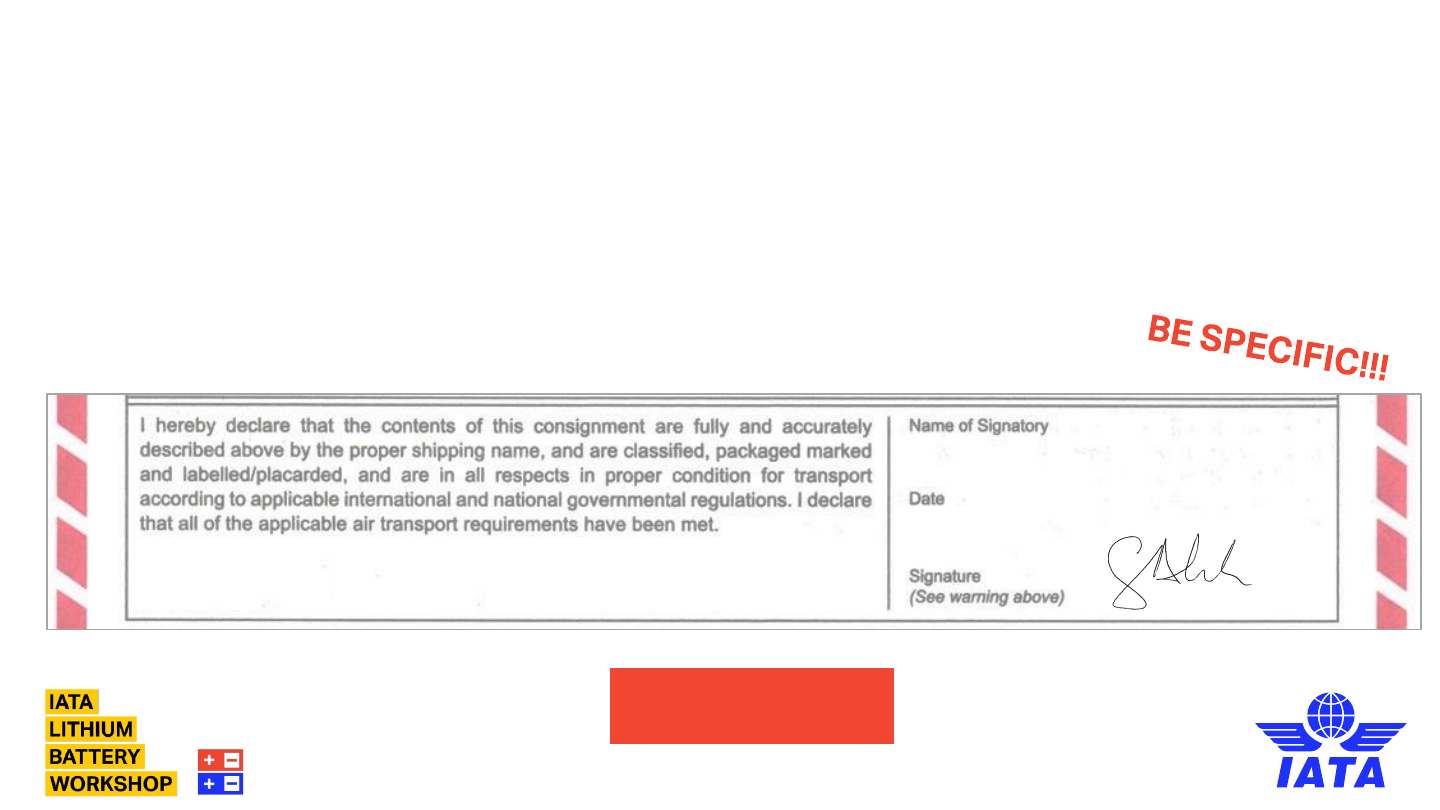 BE SPECIFIC!!!
I hereby declare that the contents of this consignment are fully and accurately
described above by the proper shipping name, and are classified, packaged marked
and labelled/placarded, and are in all respects in proper condition for transport
according to applicable international and national governmental regulations. I declare
that all of the applicable air transport requirements have been met.
Name of Signatory
Date
Signature
(See warning above)
IATA
LITHIUM
BATTERY
WORKSHOP
IATA